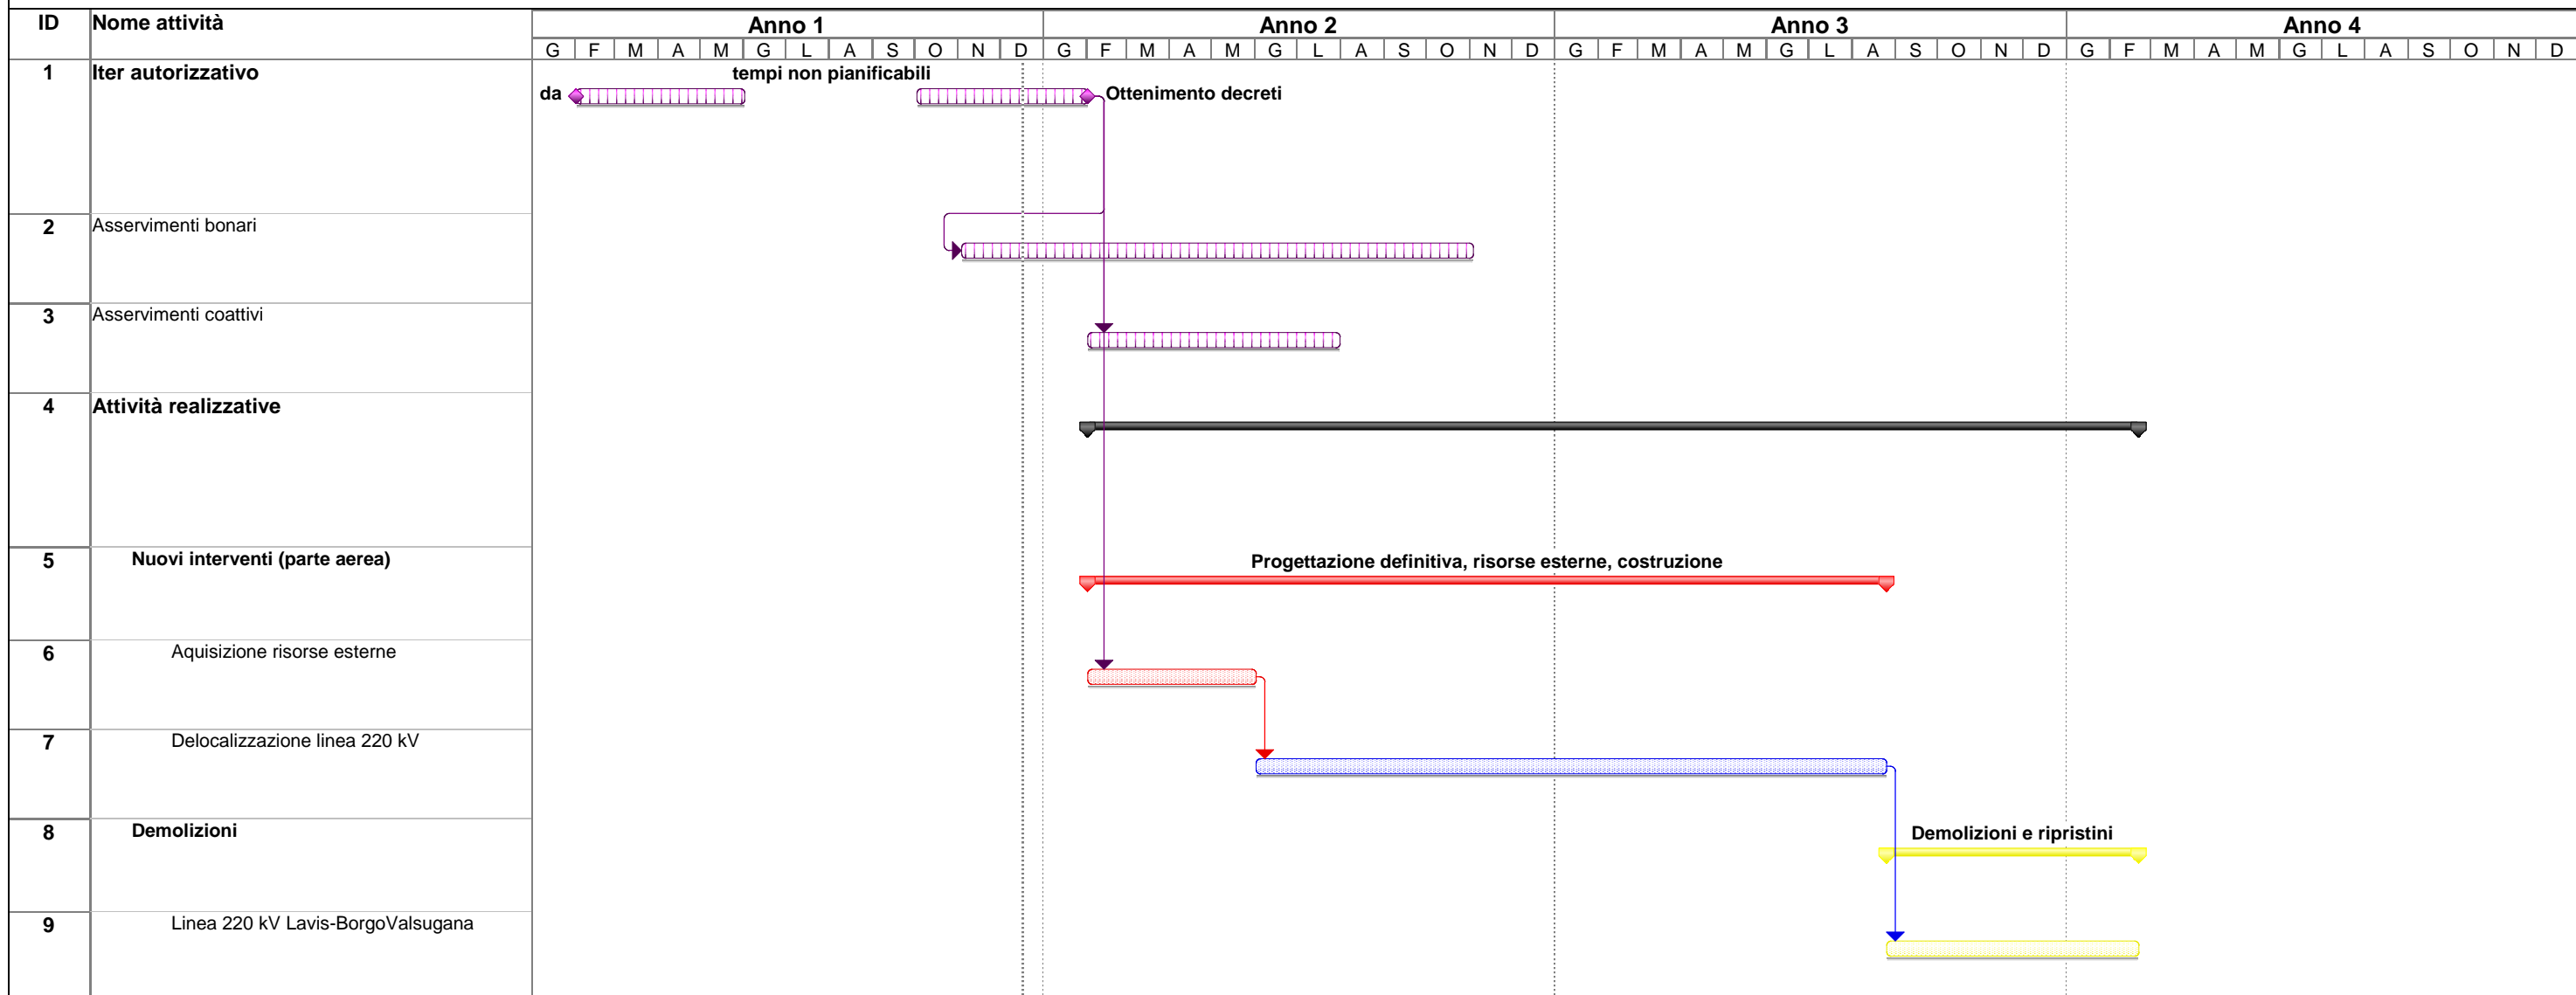 ID Nome attività Anno 1 Anno 2 Anno 3 Anno 4
G F M A M G L A S O N D G F M A M G L A S O N D G F M A M G L A S O N D G F M A M G L A S O N D
1 Iter autorizzativo tempi non pianificabili
da Ottenimento decreti
2 Asservimenti bonari
3 Asservimenti coattivi
4 Attività realizzative
5 Nuovi interventi (parte aerea) Progettazione definitiva, risorse esterne, costruzione
6 Aquisizione risorse esterne
7 Delocalizzazione linea 220 kV
8 Demolizioni Demolizioni e ripristini
9 Linea 220 kV Lavis-BorgoValsugana